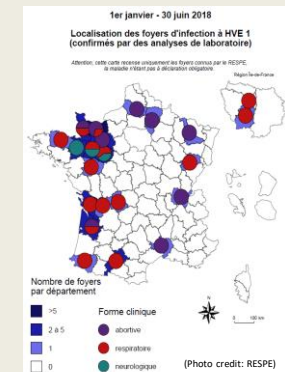 1er janvier - 30 juin 2018
Localisation des foyers d'infection à HVE 1
(confirmés par des analyses de laboratoire)
Attention, cette carte recense uniquement les foyers connus par le RESPE,
la maladie n'étant pas à déclaration obligatoire.
Région Île-de-France
Nombre de foyers
par département
>5
2 à 5
1
0
Forme clinique
abortive
respiratoire
neurologique
N
0 100 km
(Photo credit: RESPE)